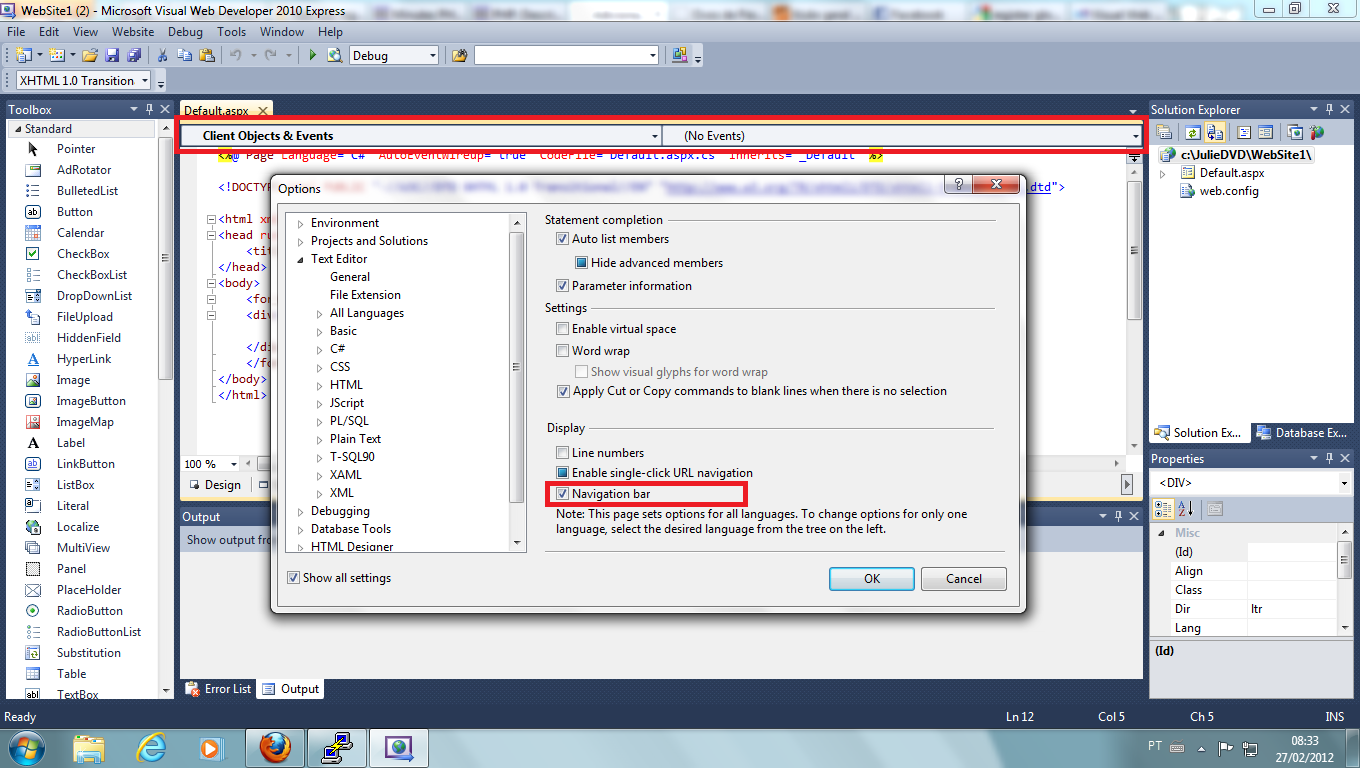 WebSite1 (2) - Microsoft Visual Web Developer 2010 Express
File Edit View Website Debug Tools Window Help
Debug
XHTML 1.0 Transition
Toolbox
Standard
Pointer
AdRotator
BulletedList
Button
Calendar
CheckBox
CheckBoxList
DropDownList
FileUpload
HiddenField
HyperLink
Image
ImageButton
ImageMap
Label
LinkButton
ListBox
Literal
Localize
MultiView
Panel
PlaceHolder
RadioButton
RadioButtonList
Substitution
Table
TextBox
Default.aspx
Client Objects & Events (No Events)
<%@ Page Language="C#" AutoEventWireup="true" CodeFile="Default.aspx.cs" Inherits="_Default" %>
<!DOCTYP dtd">
<html xm
<head ru
<tit
</head>
<body>
<for
<div
</di
</fo
</body>
</html>
100 %
Design
Options
Environment
Projects and Solutions
Text Editor
General
File Extension
All Languages
Basic
C#
CSS
HTML
JScript
PL/SQL
Plain Text
T-SQL90
XAML
XML
Debugging
Database Tools
HTML Designer
Show all settings
Statement completion
Auto list members
Hide advanced members
Parameter information
Settings
Enable virtual space
Word wrap
Show visual glyphs for word wrap
Apply Cut or Copy commands to blank lines when there is no selection
Display
Line numbers
Enable single-click URL navigation
Navigation bar
Note: This page sets options for all languages. To change options for only one
language, select the desired language from the tree on the left.
OK Cancel
Output
Show output fro
Error List Output
Solution Explorer
c:\JulieDVD\WebSite1\
Default.aspx
web.config
Solution Ex... Database Ex...
Properties
<DIV>
Misc
(Id)
Align
Class
Dir ltr
Lang
(Id)
Ready Ln 12 Col 5 Ch 5 INS
PT
08:33
27/02/2012